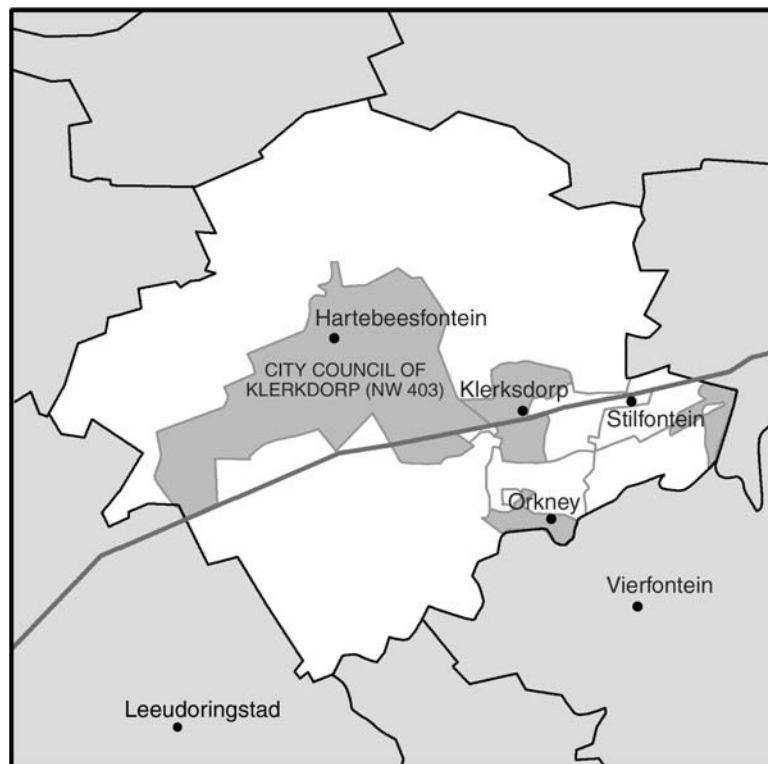 Hartebeesfontein
CITY COUNCIL OF
KLERKDORP (NW 403)
Klerksdorp
Stilfontein
Orkney
Vierfontein
Leeudoringstad